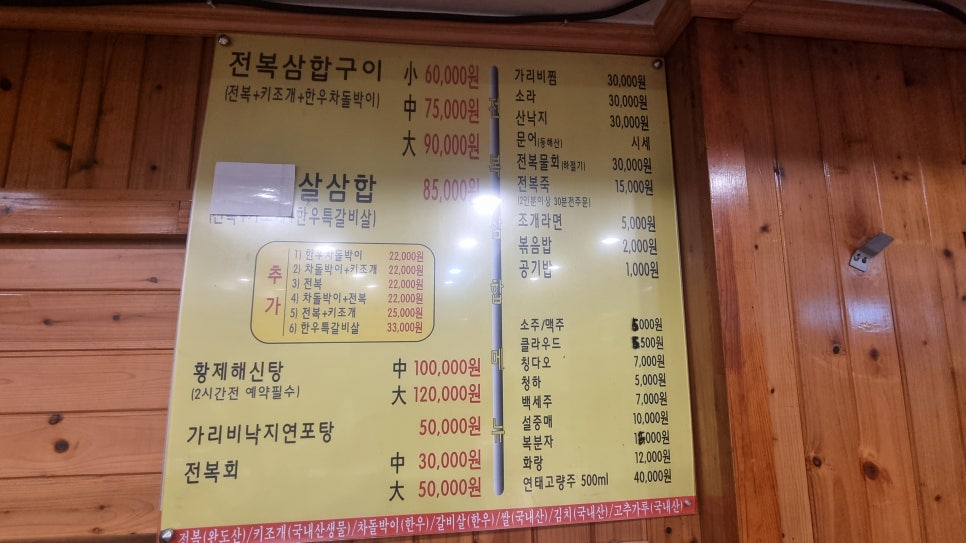 전복삼합구이 小 60,000원
(전복+키조개+한우차돌박이) 中 75,000원
大 90,000원
살삼합 85,000원
한우특갈비살)
추가
1) 한우차돌박이 22,000원
2) 차돌박이+키조개 22,000원
3) 전복 22,000원
4) 차돌박이+전복 22,000원
5) 전복+키조개 25,000원
6) 한우특갈비살 33,000원
황제해신탕 中 100,000원
(2시간전 예약필수) 大 120,000원
가리비낙지연포탕 50,000원
전복회 中 30,000원
大 50,000원
전복삼합메뉴
가리비찜 30,000원
소라 30,000원
산낙지 30,000원
문어(동해산) 시세
전복물회(하절기) 30,000원
전복죽 15,000원
(2인분이상 30분전주문)
조개라면 5,000원
볶음밥 2,000원
공기밥 1,000원
소주/맥주 5000원
클라우드 5500원
칭다오 7,000원
청하 5,000원
백세주 7,000원
설중매 10,000원
복분자 15000원
화랑 12,000원
연태고량주 500ml 40,000원
전복(완도산)/키조개(국내산생물)/차돌박이(한우)/갈비살(한우)/쌀(국내산)/김치(국내산)/고추가루(국내산)